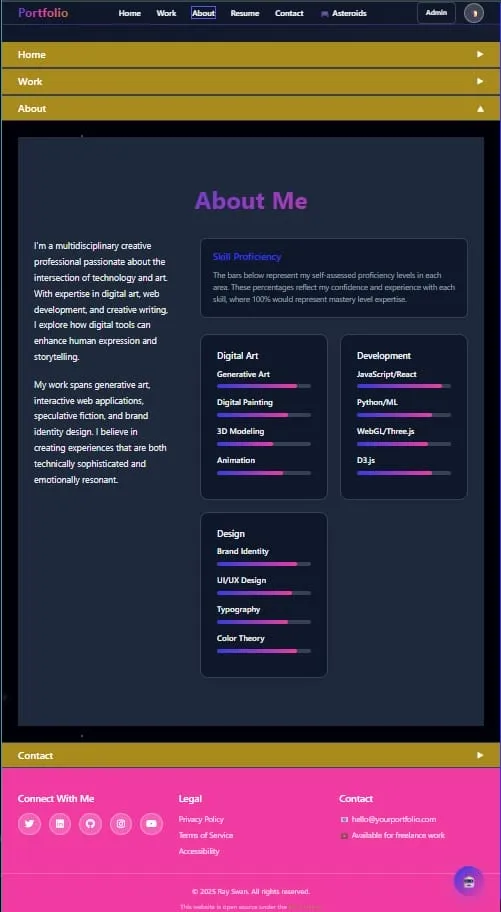 Portfolio
Home Work About Resume Contact Asteroids Admin
Home
Work
About
About Me
I'm a multidisciplinary creative
professional passionate about the
intersection of technology and art.
With expertise in digital art, web
development, and creative writing,
I explore how digital tools can
enhance human expression and
storytelling.
My work spans generative art,
interactive web applications,
speculative fiction, and brand
identity design. I believe in
creating experiences that are both
technically sophisticated and
emotionally resonant.
Skill Proficiency
The bars below represent my self-assessed proficiency levels in each
area. These percentages reflect my confidence and experience with each
skill, where 100% would represent mastery level expertise.
Digital Art
Generative Art
Digital Painting
3D Modeling
Animation
Development
JavaScript/React
Python/ML
WebGL/Three.js
D3.js
Design
Brand Identity
UI/UX Design
Typography
Color Theory
Contact
Connect With Me
Legal
Privacy Policy
Terms of Service
Accessibility
Contact
hello@yourportfolio.com
Available for freelance work
© 2025 Ray Swan. All rights reserved.
This website is open source under the